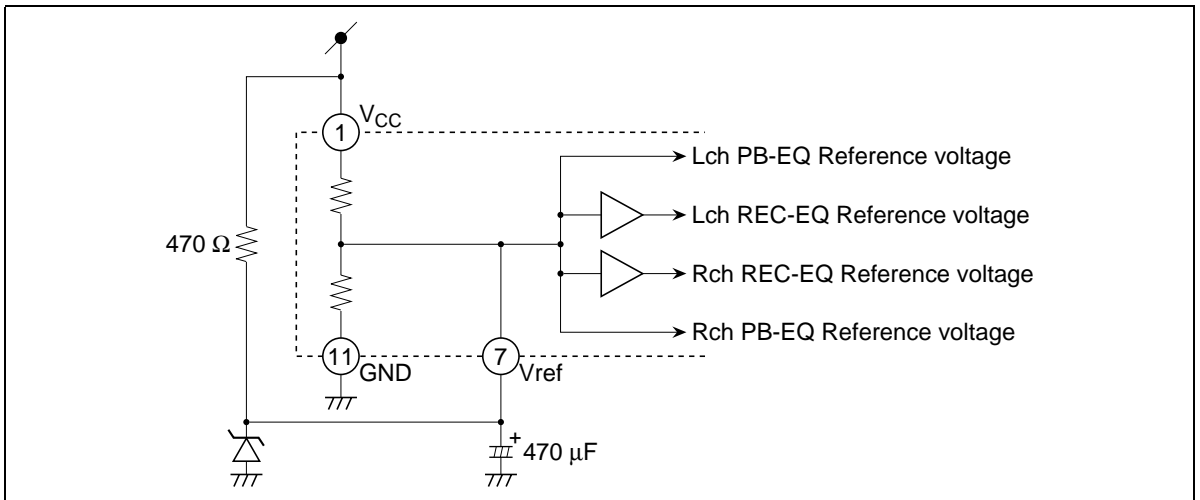 1
VCC
Lch PB-EQ Reference voltage
Lch REC-EQ Reference voltage
470 Ω
Rch REC-EQ Reference voltage
Rch PB-EQ Reference voltage
11
GND
7
Vref
+
470 μF